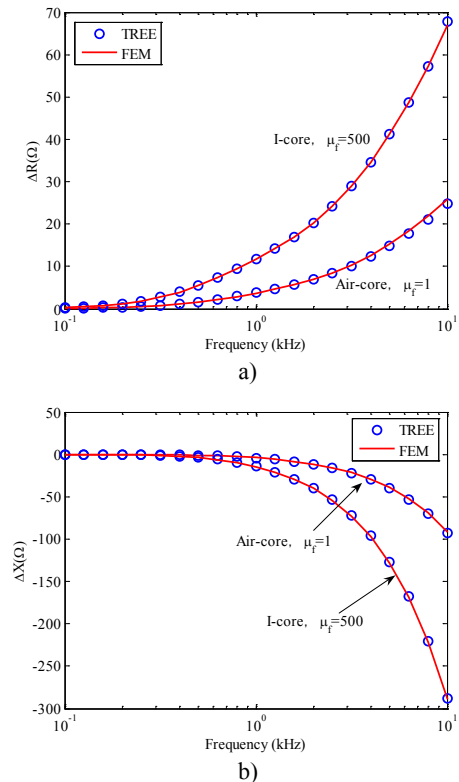 70
60
50
40
30
20
10
0
ΔR(Ω)
TREE
FEM
I-core, μf=500
Air-core, μf=1
10-1
100
101
Frequency (kHz)
a)
0
-50
-100
-150
-200
-250
-300
ΔX(Ω)
TREE
FEM
Air-core, μf=1
I-core, μf=500
10-1
100
101
Frequency (kHz)
b)